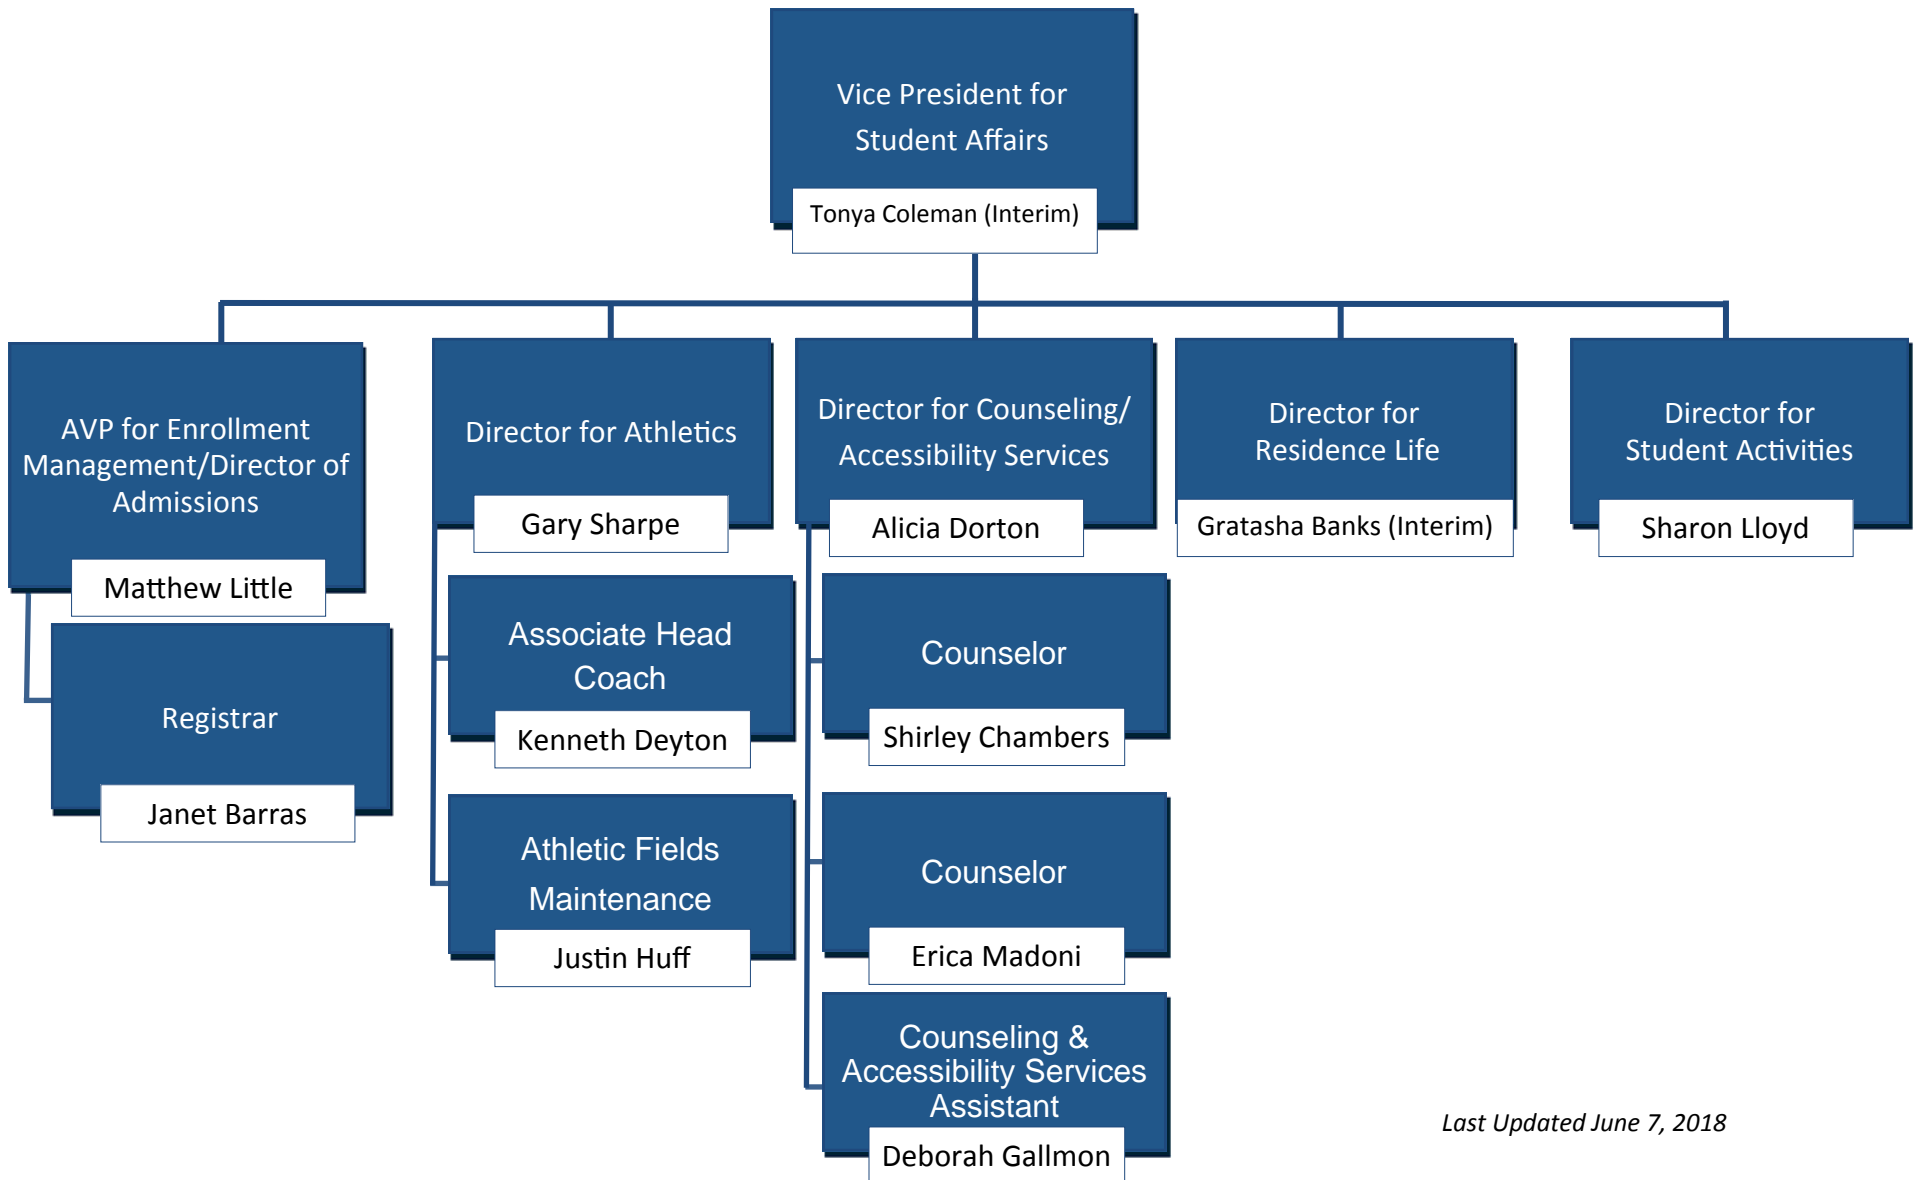 Vice President for
Student Affairs
Tonya Coleman (Interim)
AVP for Enrollment
Management/Director of
Admissions
Matthew Little
Registrar
Janet Barras
Director for Athletics
Gary Sharpe
Associate Head
Coach
Kenneth Deyton
Athletic Fields
Maintenance
Justin Huff
Director for Counseling/
Accessibility Services
Alicia Dorton
Counselor
Shirley Chambers
Counselor
Erica Madoni
Counseling &
Accessibility Services
Assistant
Deborah Gallmon
Director for
Residence Life
Gratasha Banks (Interim)
Director for
Student Activities
Sharon Lloyd
Last Updated June 7, 2018